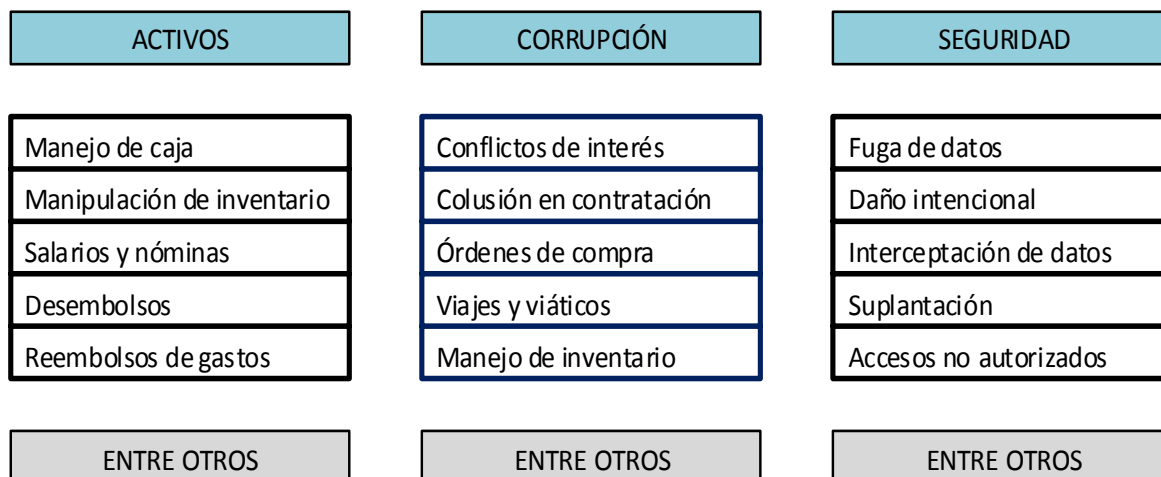 ACTIVOS
Manejo de caja
Manipulación de inventario
Salarios y nóminas
Desembolsos
Reembolsos de gastos
ENTRE OTROS
CORRUPCIÓN
Conflictos de interés
Colusión en contratación
Órdenes de compra
Viajes y viáticos
Manejo de inventario
ENTRE OTROS
SEGURIDAD
Fuga de datos
Daño intencional
Interceptación de datos
Suplantación
Accesos no autorizados
ENTRE OTROS